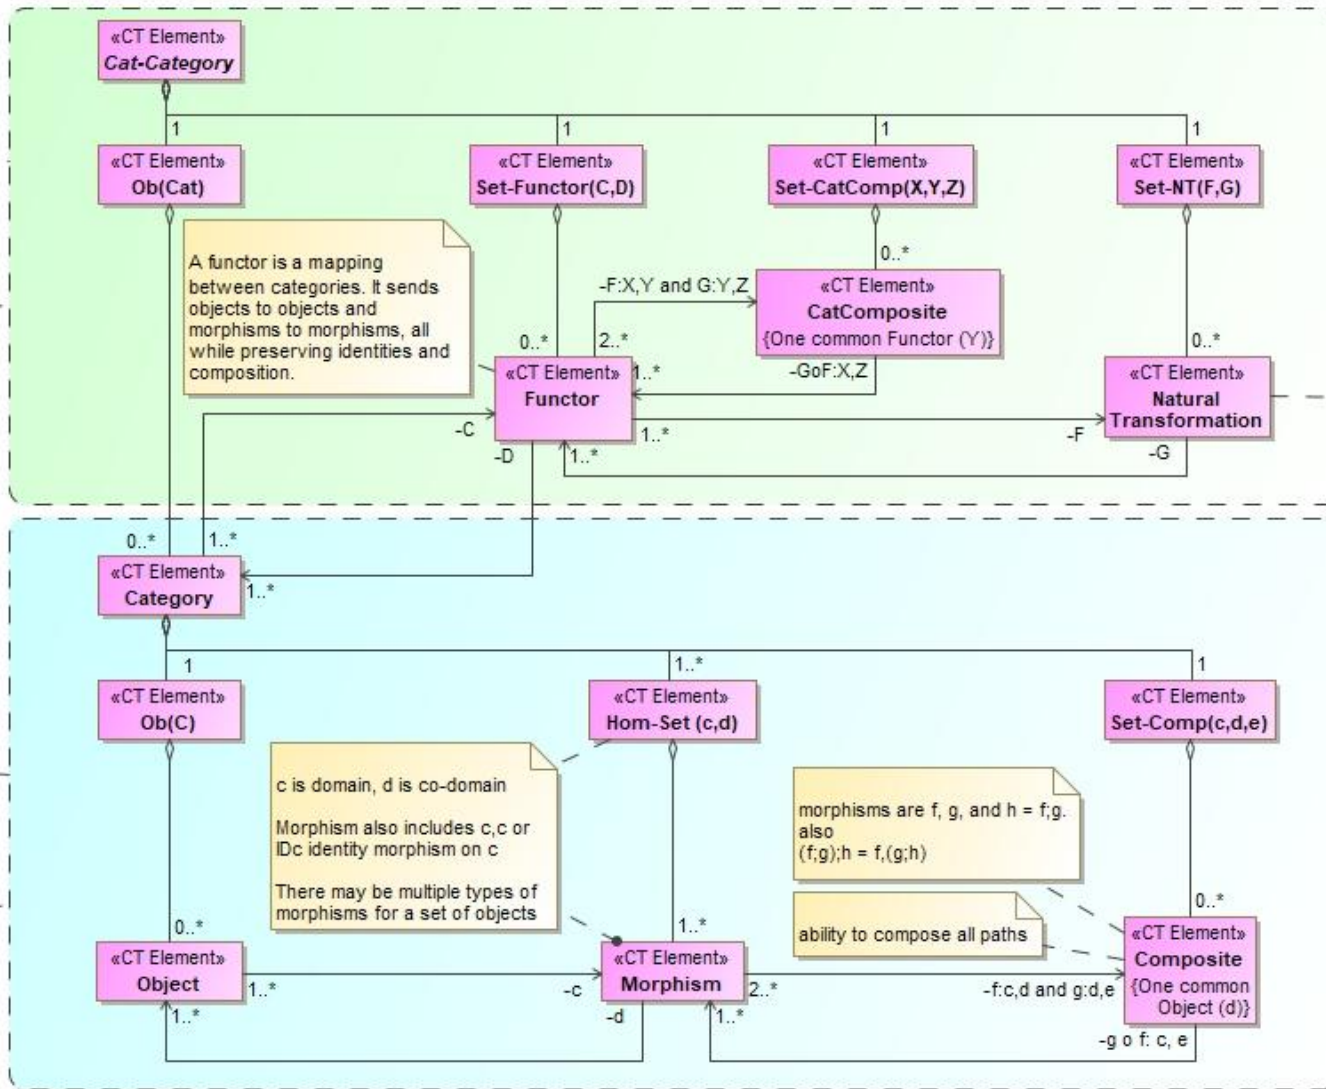 «CT Element»
Cat-Category
1
1
1
1
«CT Element»
Ob(Cat)
«CT Element»
Set-Functor(C,D)
«CT Element»
Set-CatComp(X,Y,Z)
«CT Element»
Set-NT(F,G)
A functor is a mapping
between categories. It sends
objects to objects and
morphisms to morphisms, all
while preserving identities and
composition.
0..*
-F:X,Y and G:Y,Z
«CT Element»
CatComposite
{One common Functor (Y)}
0..*
2..*
0..*
«CT Element»
Functor
1..*
-GoF:X,Z
«CT Element»
Natural
Transformation
-C
1..*
-F
-D
1..*
-G
0..*
1..*
«CT Element»
Category
1..*
1
1..*
1
«CT Element»
Ob(C)
«CT Element»
Hom-Set (c,d)
«CT Element»
Set-Comp(c,d,e)
c is domain, d is co-domain
Morphism also includes c,c or
IDc identity morphism on c
There may be multiple types of
morphisms for a set of objects
morphisms are f, g, and h = f;g.
also
(f;g);h = f,(g;h)
ability to compose all paths
0..*
1..*
0..*
«CT Element»
Object
«CT Element»
Morphism
«CT Element»
Composite
{One common
Object (d)}
1..*
-c
2..*
-f:c,d and g:d,e
1..*
-d
1..*
-g o f: c, e